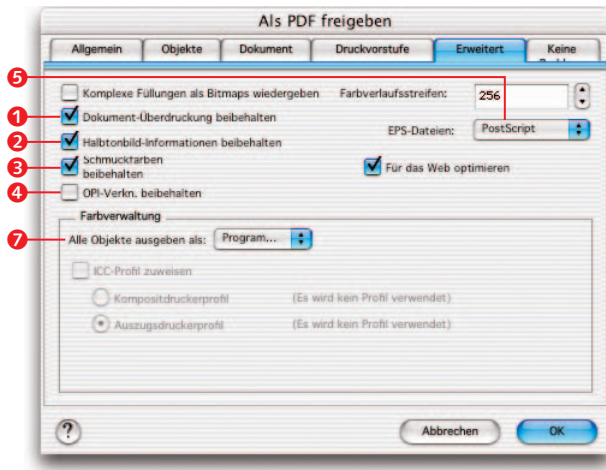 Als PDF freigeben
Allgemein Objekte Dokument Druckvorstufe Erweitert Keine
5
Komplexe Füllungen als Bitmaps wiedergeben Farbverlaufsstreifen: 256
1 Dokument-Überdruckung beibehalten
EPS-Dateien: PostScript
2 Halbtonbild-Informationen beibehalten
3 Schmuckfarben
beibehalten
Für das Web optimieren
4 OPI-Verkn. beibehalten
Farbverwaltung
7 Alle Objekte ausgeben als: Program...
ICC-Profil zuweisen
Kompositdruckerprofil (Es wird kein Profil verwendet)
Auszugsdruckerprofil (Es wird kein Profil verwendet)
? Abbrechen OK